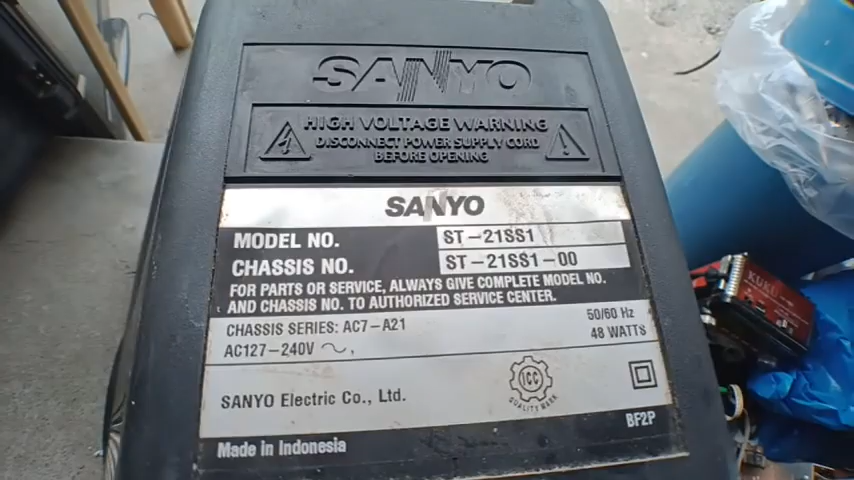 SANYO
HIGH VOLTAGE WARNING
DISCONNECT POWER SUPPLY CORD
BEFORE OPENING
SANYO
MODEL NO. ST-21SS1
CHASSIS NO. ST-21SS1-00
FOR PARTS OR SERVICE, ALWAYS GIVE COMPLETE MODEL NO.
AND CHASSIS NO. TO AUTHORIZED SERVICE CENTER.
CHASSIS SERIES: AC7-A21 50/60 Hz
AC127-240V ~, 48 WATTS
SANYO Electric Co., Ltd.
ICC
QUALITY MARK
BF2P
Made in Indonesia
KUKU